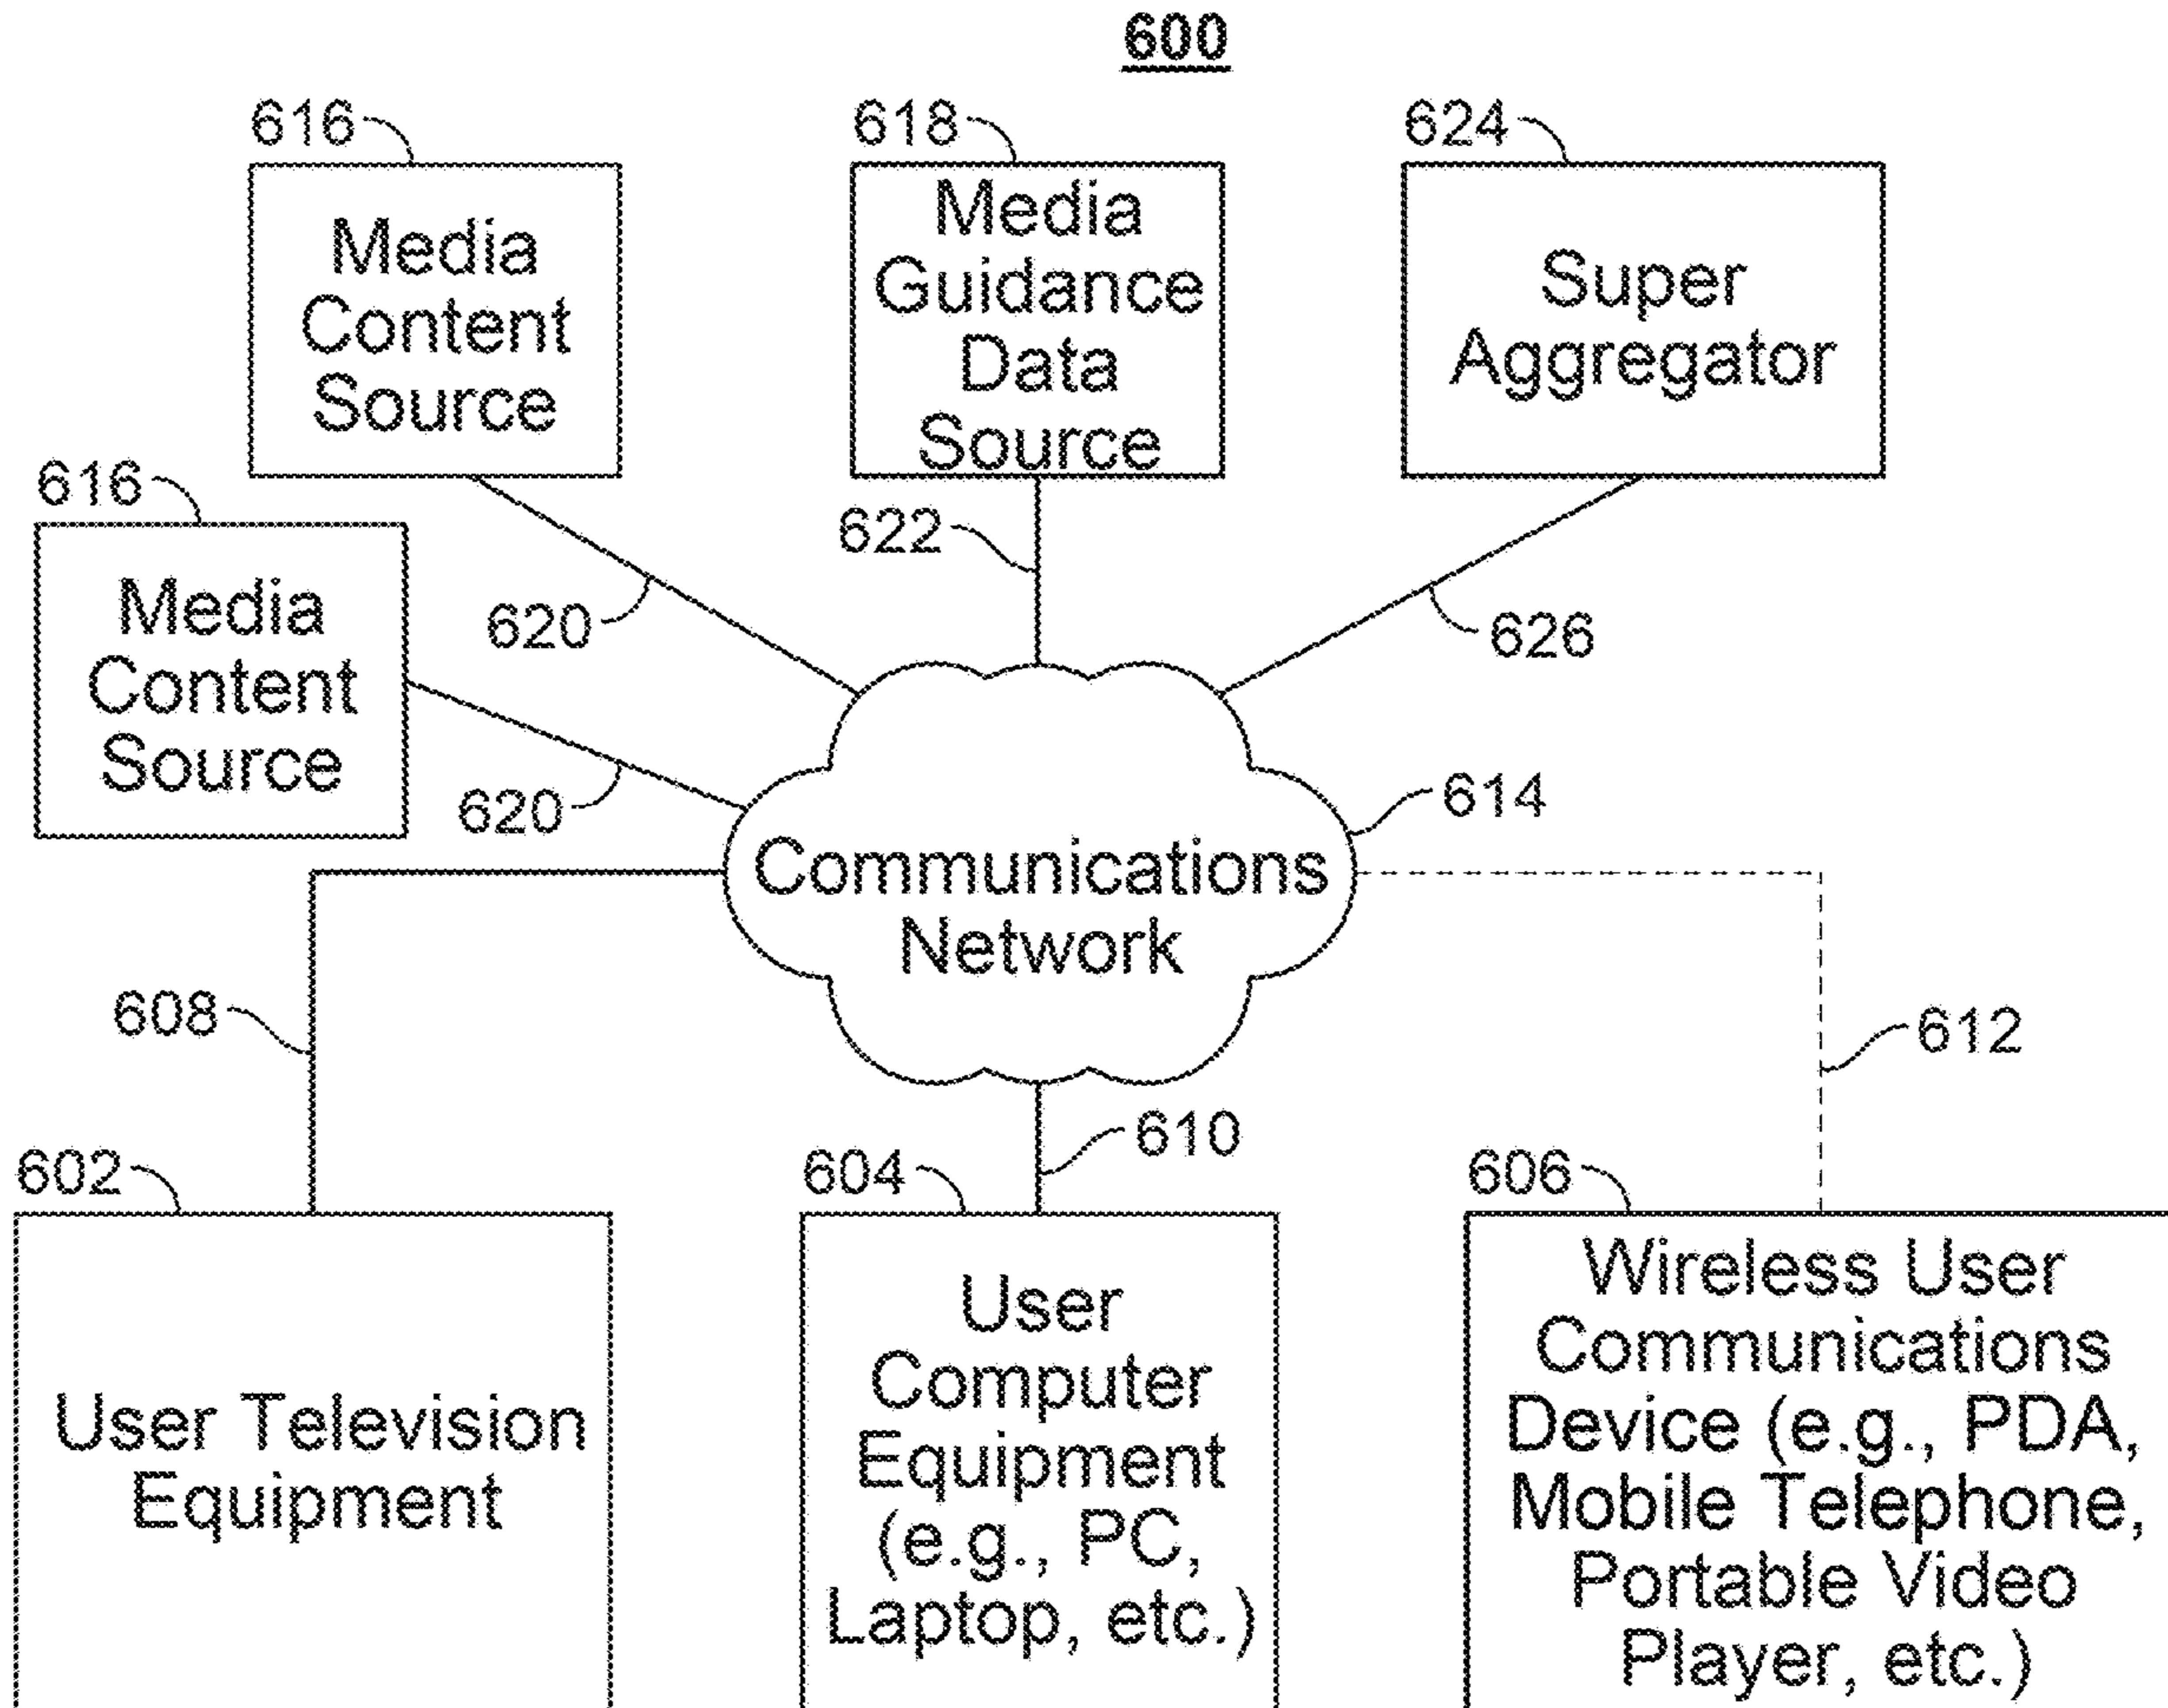 600
616
618
624
Media
Content
Source
Media
Guidance
Data
Source
Super
Aggregator
616
Media
Content
Source
620
622
626
620
614
Communications
Network
608
612
610
602
604
606
User Television
Equipment
User
Computer
Equipment
(e.g., PC,
Laptop, etc.)
Wireless User
Communications
Device (e.g., PDA,
Mobile Telephone,
Portable Video
Player, etc.)